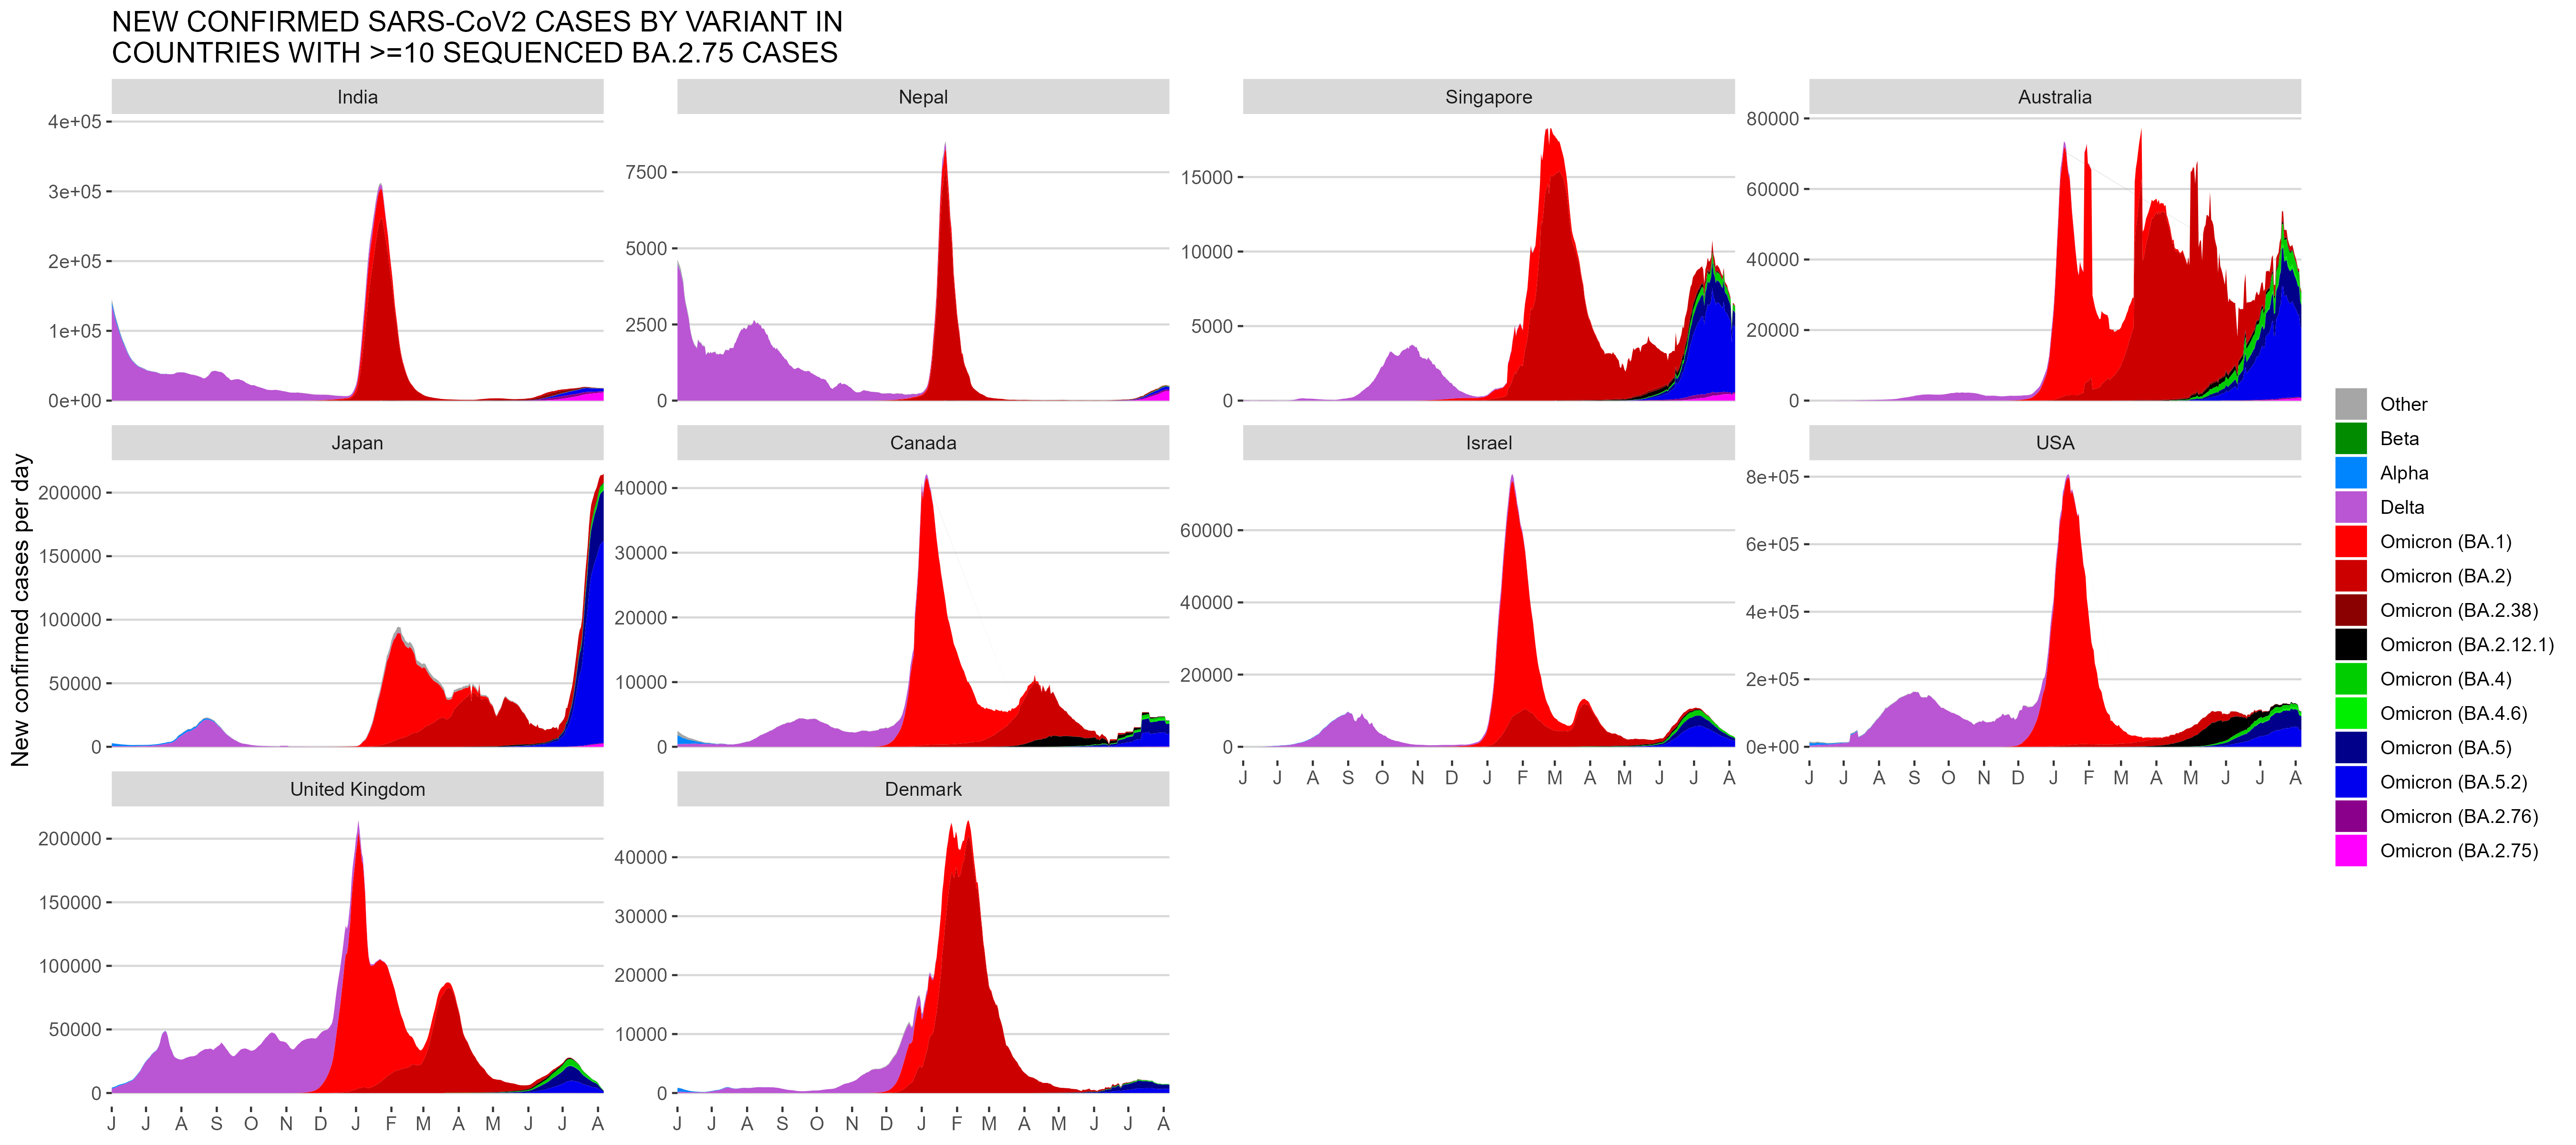 NEW CONFIRMED SARS-CoV2 CASES BY VARIANT IN
COUNTRIES WITH >=10 SEQUENCED BA.2.75 CASES
New confirmed cases per day
India
4e+05
3e+05
2e+05
1e+05
0e+00
Nepal
7500
5000
2500
0
Singapore
15000
10000
5000
0
Australia
80000
60000
40000
20000
0
Japan
200000
150000
100000
50000
0
Canada
40000
30000
20000
10000
0
Israel
60000
40000
20000
0
J J A S O N D J F M A M J J A
USA
8e+05
6e+05
4e+05
2e+05
0e+00
J J A S O N D J F M A M J J A
United Kingdom
200000
150000
100000
50000
0
J J A S O N D J F M A M J J A
Denmark
40000
30000
20000
10000
0
J J A S O N D J F M A M J J A
Other
Beta
Alpha
Delta
Omicron (BA.1)
Omicron (BA.2)
Omicron (BA.2.38)
Omicron (BA.2.12.1)
Omicron (BA.4)
Omicron (BA.4.6)
Omicron (BA.5)
Omicron (BA.5.2)
Omicron (BA.2.76)
Omicron (BA.2.75)